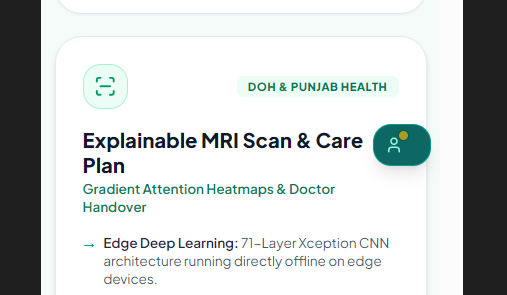 DOH & PUNJAB HEALTH
Explainable MRI Scan & Care
Plan
Gradient Attention Heatmaps & Doctor
Handover
→ Edge Deep Learning: 71–Layer Xception CNN
architecture running directly offline on edge
devices.